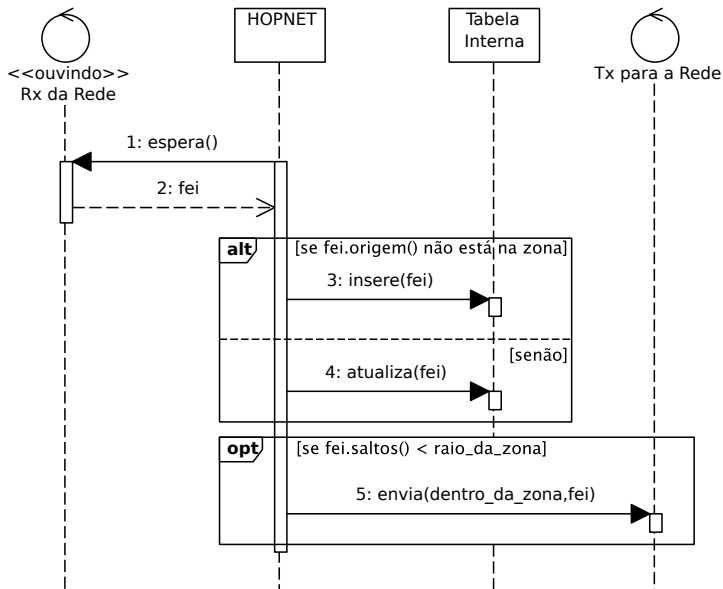 HOPNET
Tabela
Interna
<<ouvindo>>
Rx da Rede
Tx para a Rede
1: espera()
2: fei
alt
[se fei.origem() não está na zona]
3: insere(fei)
[senão]
4: atualiza(fei)
opt
[se fei.saltos() < raio_da_zona]
5: envia(dentro_da_zona,fei)